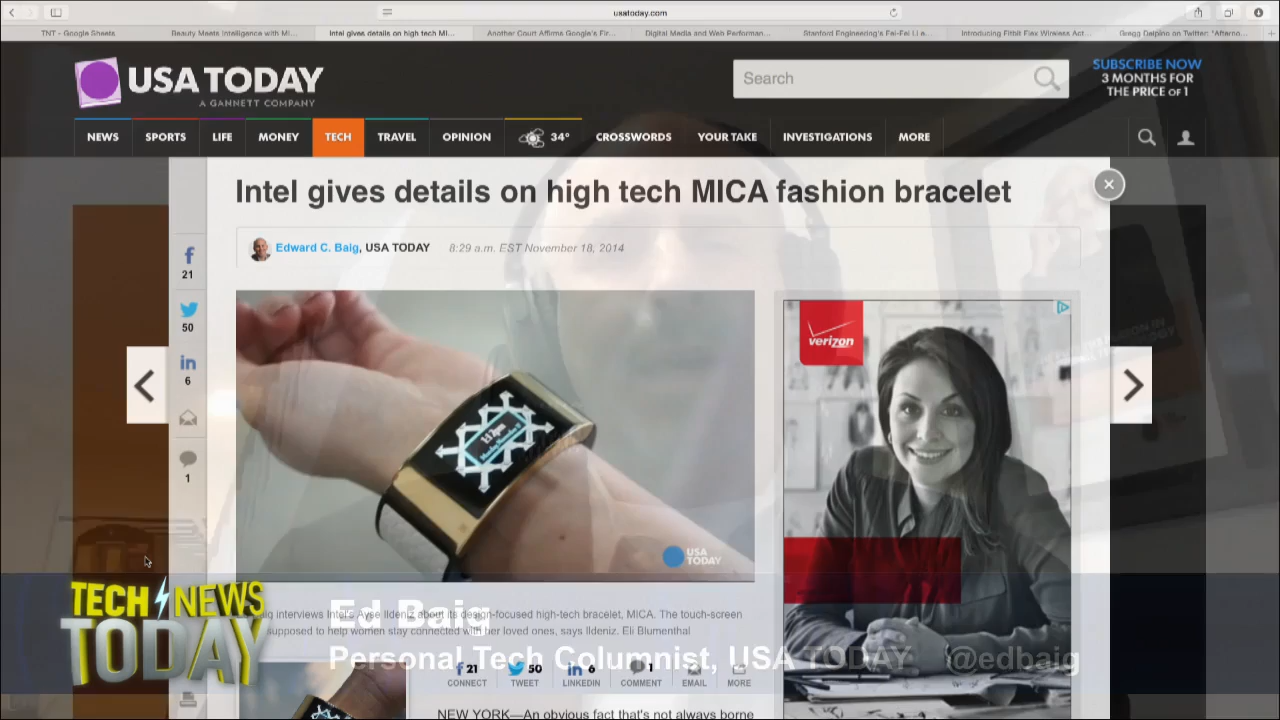 usatoday.com
TNT - Google Sheets
Beauty Meets Intelligence with Mi...
Intel gives details on high tech MI...
Another Court Affirms Google's Fir...
Digital Media and Web Performan...
Stanford Engineering's Fei-Fei Li e...
Introducing Fitbit Flex Wireless Act...
Gregg Delpino on Twitter: "Afterno...
USA TODAY
A GANNETT COMPANY
Search
SUBSCRIBE NOW
3 MONTHS FOR
THE PRICE OF 1
NEWS SPORTS LIFE MONEY TECH TRAVEL OPINION 34° CROSSWORDS YOUR TAKE INVESTIGATIONS MORE
Intel gives details on high tech MICA fashion bracelet
Edward C. Baig, USA TODAY 8:29 a.m. EST November 18, 2014
f
21
50
in
6
1
USA
TODAY
verizon
interviews Intel's Ayse Ildeniz about its design-focused high-tech bracelet, MICA. The touch-screen
supposed to help women stay connected with her loved ones, says Ildeniz. Eli Blumenthal
TECH NEWS
TODAY
Ed Baig
Personal Tech Columnist, USA TODAY @edbaig
f 21 50 in 6 1
CONNECT TWEET LINKEDIN COMMENT EMAIL MORE
NEW YORK—An obvious fact that's not always borne